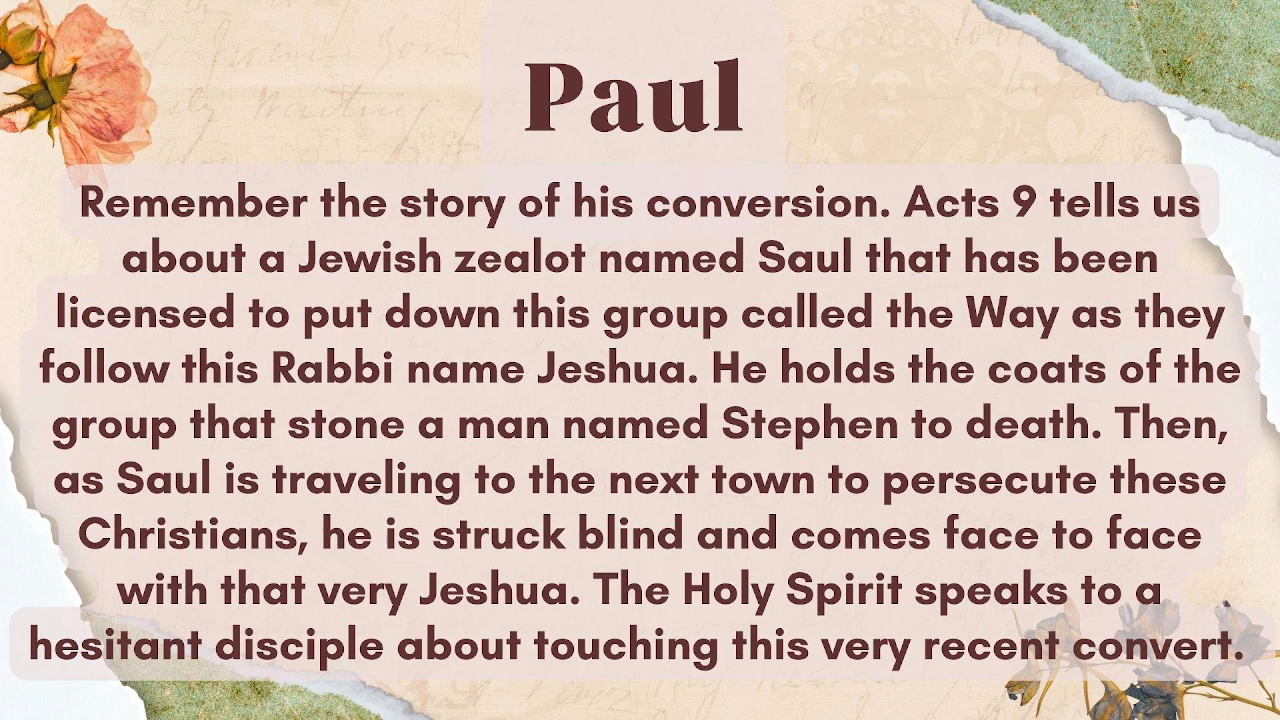 Paul
Remember the story of his conversion. Acts 9 tells us
about a Jewish zealot named Saul that has been
licensed to put down this group called the Way as they
follow this Rabbi name Jeshua. He holds the coats of the
group that stone a man named Stephen to death. Then,
as Saul is traveling to the next town to persecute these
Christians, he is struck blind and comes face to face
with that very Jeshua. The Holy Spirit speaks to a
hesitant disciple about touching this very recent convert.